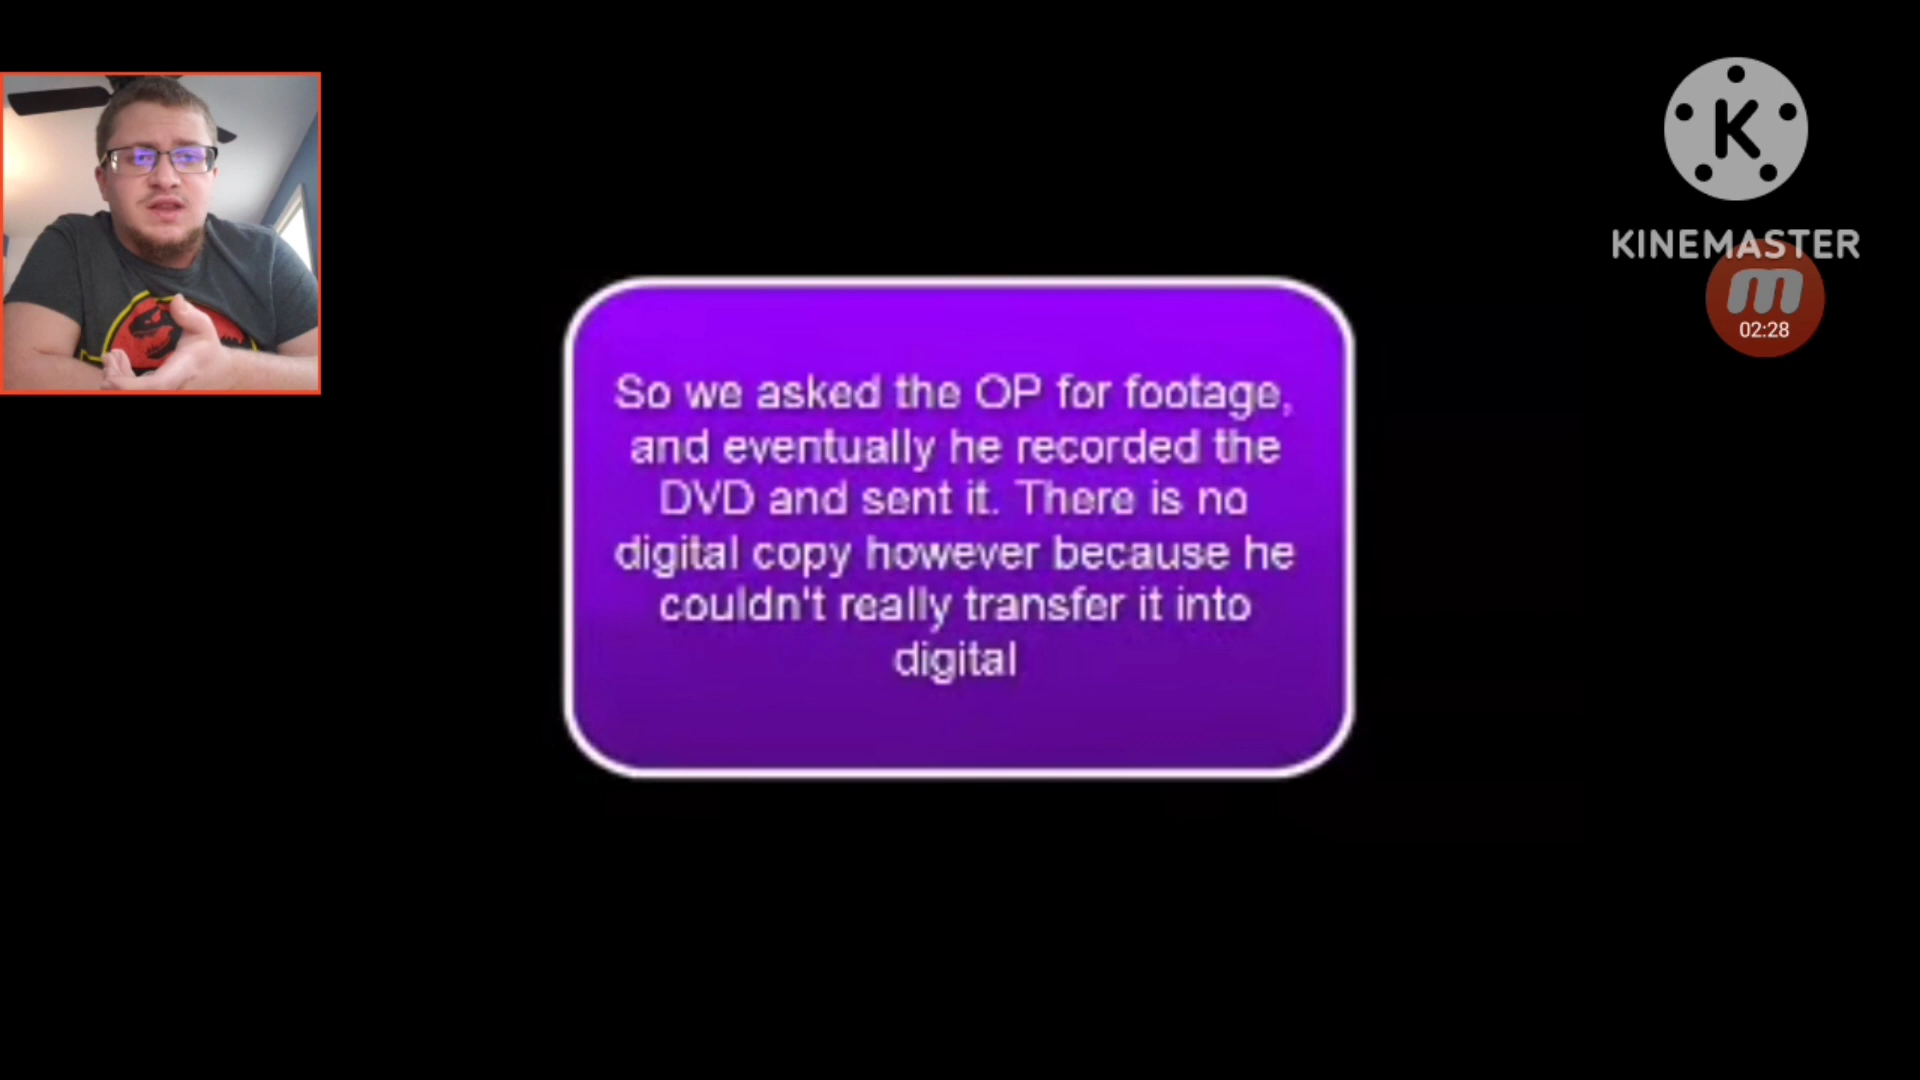 K
KINEMASTER
m
02:28
So we asked the OP for footage,
and eventually he recorded the
DVD and sent it. There is no
digital copy however because he
couldn't really transfer it into
digital